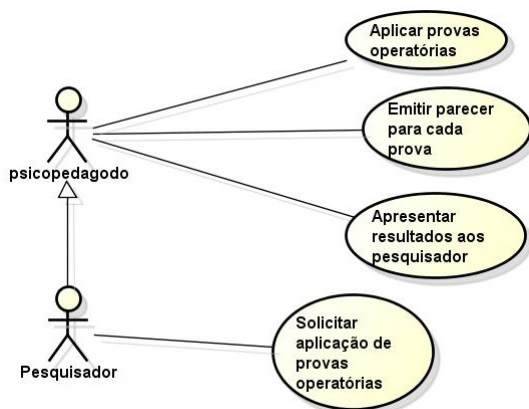 Aplicar provas
operatórias
Emitir parecer
para cada
prova
psicopedagodo
Apresentar
resultados aos
pesquisador
Solicitar
aplicação de
provas
operatórias
Pesquisador